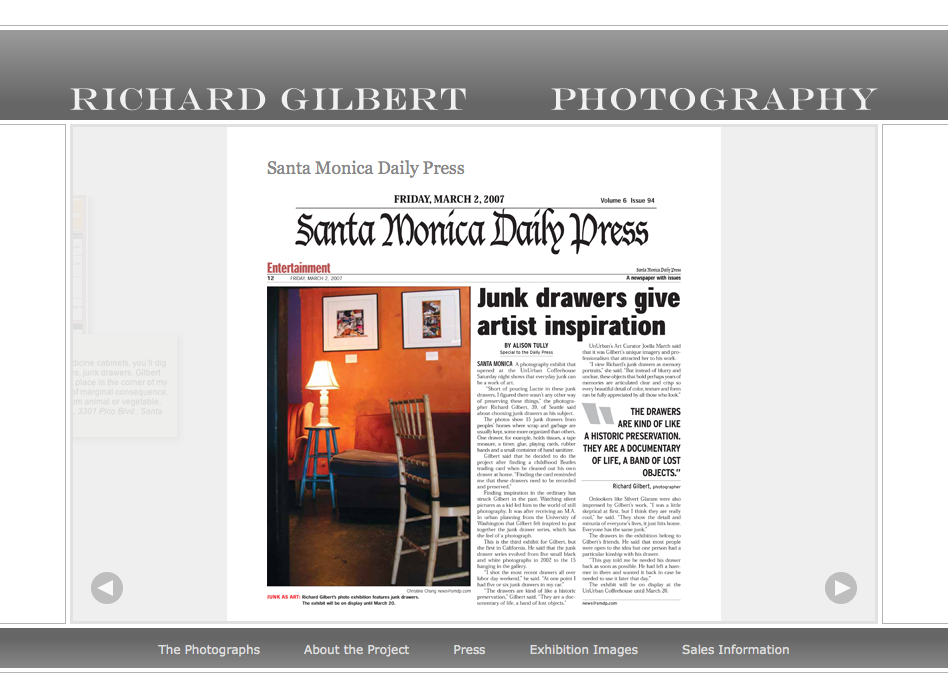 RICHARD GILBERT PHOTOGRAPHY
Santa Monica Daily Press
FRIDAY, MARCH 2, 2007
Volume 6 Issue 94
Santa Monica Daily Press
Entertainment
Santa Monica Daily Press
12 FRIDAY, MARCH 2, 2007
A newspaper with issues
Junk drawers give
artist inspiration
BY ALISON TULLY
Special to the Daily Press
SANTA MONICA A photography exhibit that
opened at the UnUrban Coffeehouse
Saturday night shows that everyday junk can
be a work of art.
"Short of pouring Lucite in these junk
drawers, I figured there wasn't any other way
of preserving these things," the photogra-
pher Richard Gilbert, 39, of Seattle said
about choosing junk drawers as his subject.
The photos show 15 junk drawers from
peoples' homes where scrap and garbage are
usually kept, some more organized than others.
One drawer, for example, holds tissues, a tape
measure, a timer, glue, playing cards, rubber
bands and a small container of hand sanitizer.
Gilbert said that he decided to do the
project after finding a childhood Beatles
trading card when he cleaned out his own
drawer at home. "Finding the card reminded
me that these drawers need to be recorded
and preserved."
Finding inspiration in the ordinary has
struck Gilbert in the past. Watching silent
pictures as a kid led him to the world of still
photography. It was after receiving an M.A.
in urban planning from the University of
Washington that Gilbert felt inspired to put
together the junk drawer series, which has
the feel of a photograph.
This is the third exhibit for Gilbert, but
the first in California. He said that the junk
drawer series evolved from five small black
and white photographs in 2002 to the 15
hanging in the gallery.
"I shot the most recent drawers all over
labor day weekend," he said. "At one point I
had five or six junk drawers in my car."
"The drawers are kind of like a historic
preservation," Gilbert said. "They are a doc-
umentary of life, a band of lost objects."
UnUrban's Art Curator Joella March said
that it was Gilbert's unique imagery and pro-
fessionalism that attracted her to his work.
"I view Richard's junk drawers as memory
portraits," she said. "But instead of blurry and
unclear, these objects that hold perhaps years of
memories are articulated clear and crisp so
every beautiful detail of color, texture and form
can be fully appreciated by all those who look."
THE DRAWERS
ARE KIND OF LIKE
A HISTORIC PRESERVATION.
THEY ARE A DOCUMENTARY
OF LIFE, A BAND OF LOST
OBJECTS."
Richard Gilbert, photographer
Onlookers like Silvert Glaram were also
impressed by Gilbert's work. "I was a little
skeptical at first, but I think they are really
cool," he said. "They show the detail and
minutia of everyone's lives, it just hits home.
Everyone has the same junk."
The drawers in the exhibition belong to
Gilbert's friends. He said that most people
were open to the idea but one person had a
particular kinship with his drawer.
"This guy told me he needed his drawer
back as soon as possible. He had left a ham-
mer in there and wanted it back in case he
needed to use it later that day."
The exhibit will be on display at the
UnUrban Coffeehouse until March 20.
news@smdp.com
Christine Chang news@smdp.com
JUNK AS ART: Richard Gilbert's photo exhibition features junk drawers.
The exhibit will be on display until March 20.
dicine cabinets, you'll dig
s, junk drawers. Gilbert
place in the corner of my
f marginal consequence,
m animal or vegetable,
, 3301 Pico Blvd., Santa
The Photographs
About the Project
Press
Exhibition Images
Sales Information